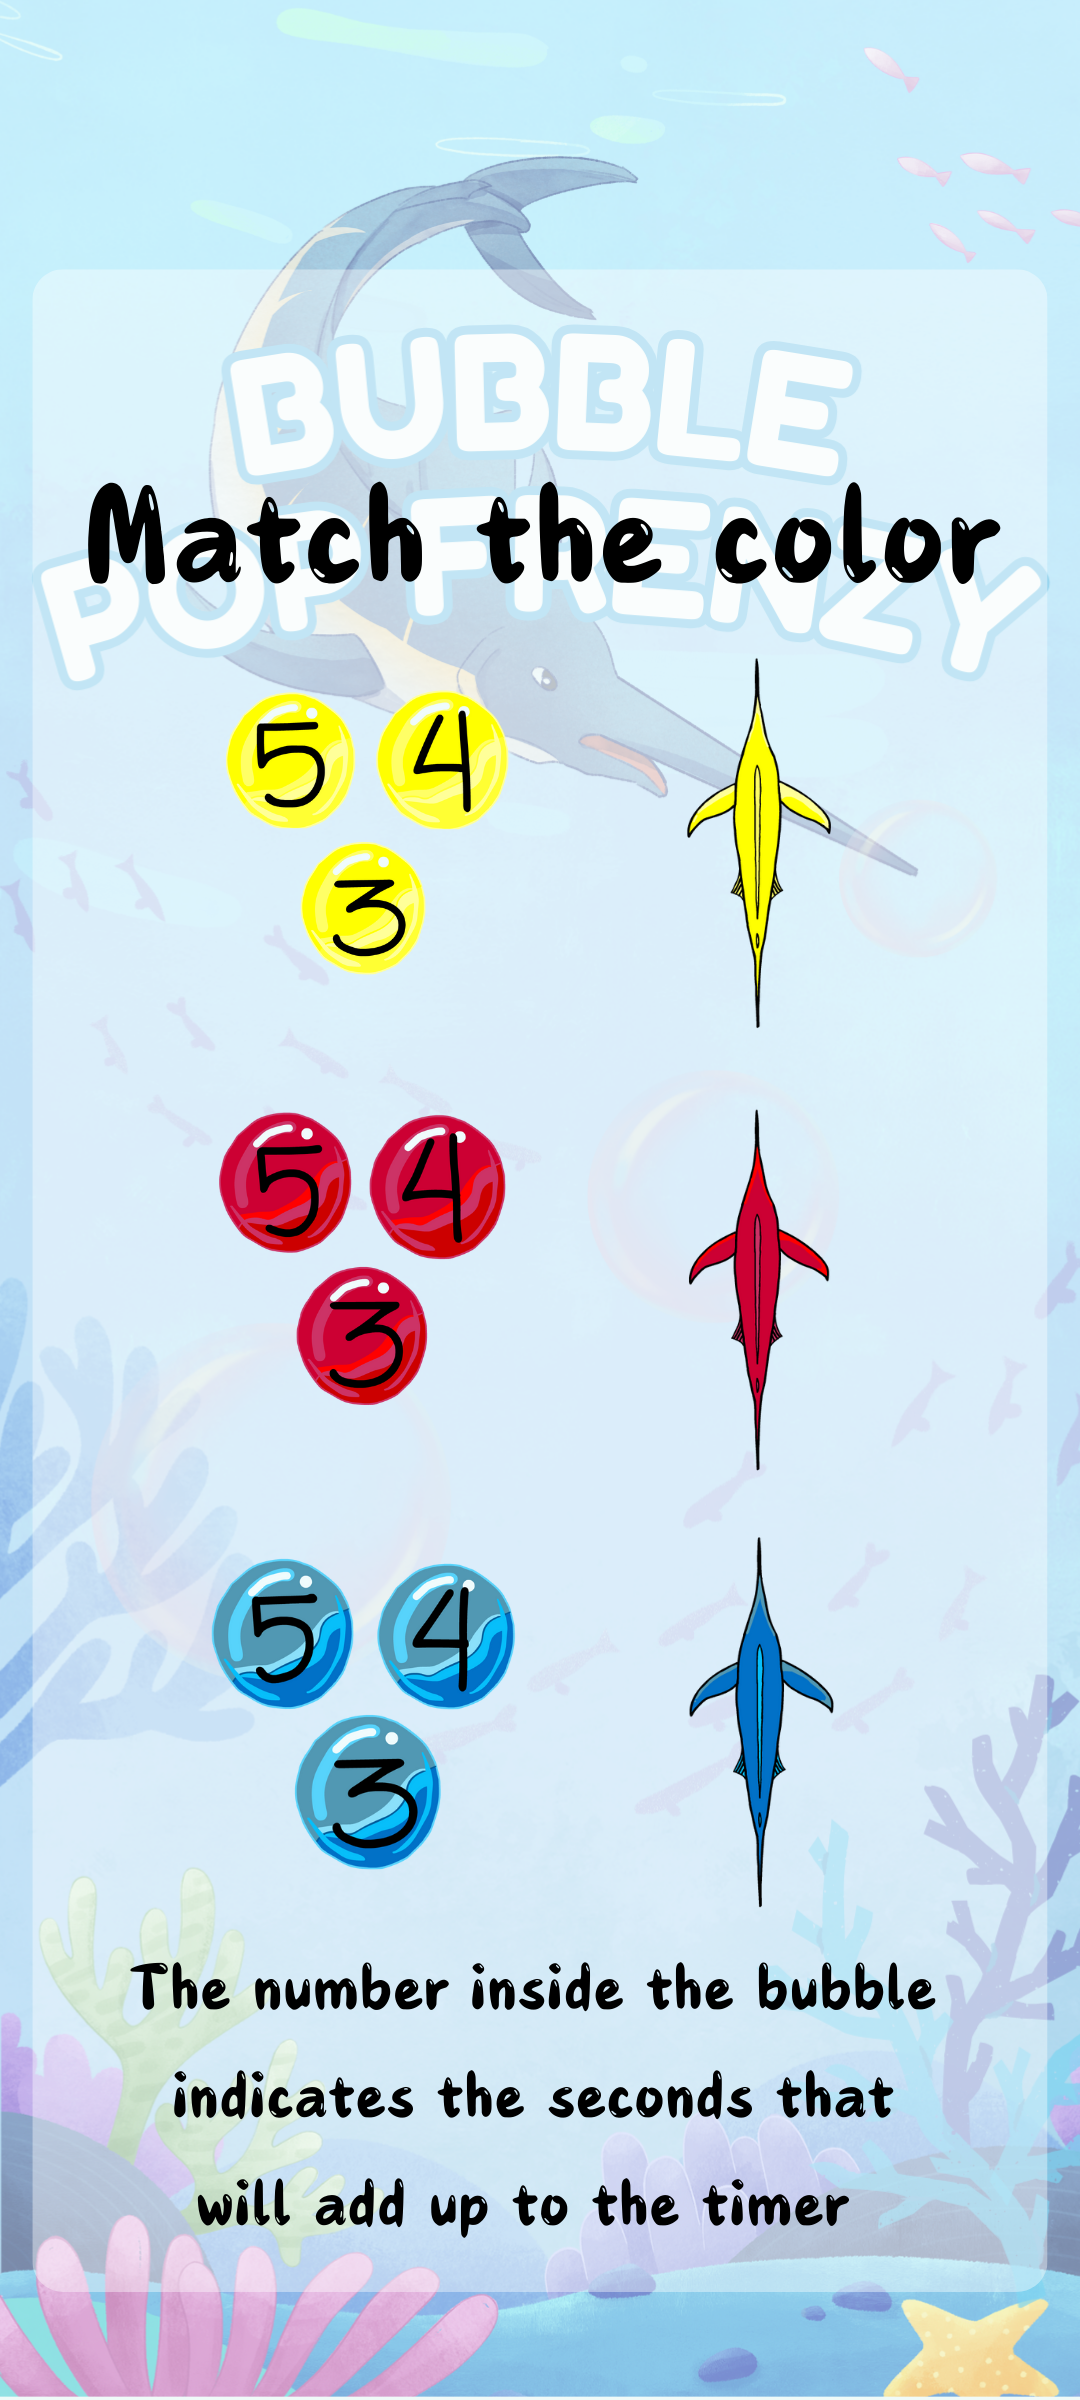 BUBBLE
POP FRENZY
Match the color
5 4
3
5 4
3
5 4
3
The number inside the bubble
indicates the seconds that
will add up to the timer